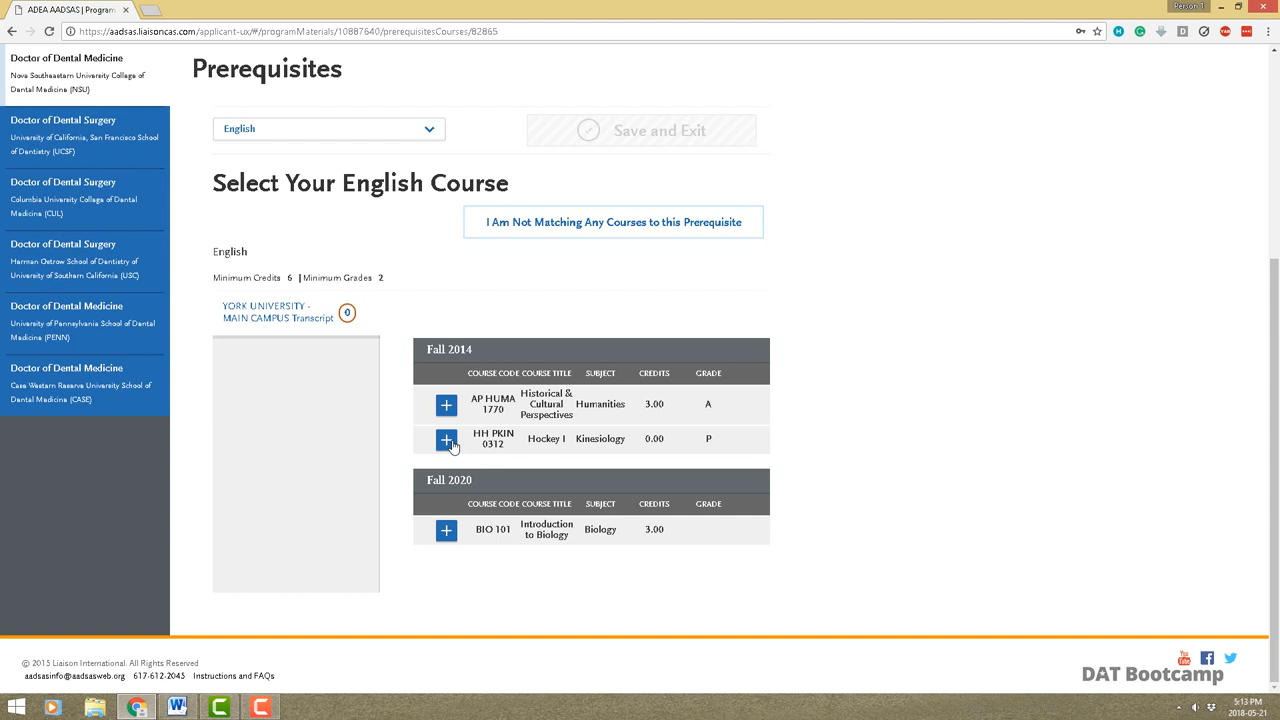 ADEA AADSAS | Program
Person 1
https://aadsas.liaisoncas.com/applicant-ux/#/programMaterials/10887640/prerequisitesCourses/82865
Doctor of Dental Medicine
Nova Southeastern University College of
Dental Medicine (NSU)
Doctor of Dental Surgery
University of California, San Francisco School
of Dentistry (UCSF)
Doctor of Dental Surgery
Columbia University College of Dental
Medicine (CUL)
Doctor of Dental Surgery
Herman Ostrow School of Dentistry of
University of Southern California (USC)
Doctor of Dental Medicine
University of Pennsylvania School of Dental
Medicine (PENN)
Doctor of Dental Medicine
Case Western Reserve University School of
Dental Medicine (CASE)
Prerequisites
English
Save and Exit
Select Your English Course
I Am Not Matching Any Courses to this Prerequisite
English
Minimum Credits 6 | Minimum Grades 2
YORK UNIVERSITY -
MAIN CAMPUS Transcript 0
Fall 2014
COURSE CODE COURSE TITLE SUBJECT CREDITS GRADE
AP HUMA 1770 Historical & Cultural Perspectives Humanities 3.00 A
HH PKIN 0312 Hockey I Kinesiology 0.00 P
Fall 2020
COURSE CODE COURSE TITLE SUBJECT CREDITS GRADE
BIO 101 Introduction to Biology Biology 3.00
© 2015 Liaison International. All Rights Reserved
aadsasinfo@aadsasweb.org 617-612-2045 Instructions and FAQs
You Tube
DAT Bootcamp
5:13 PM
2018-05-21